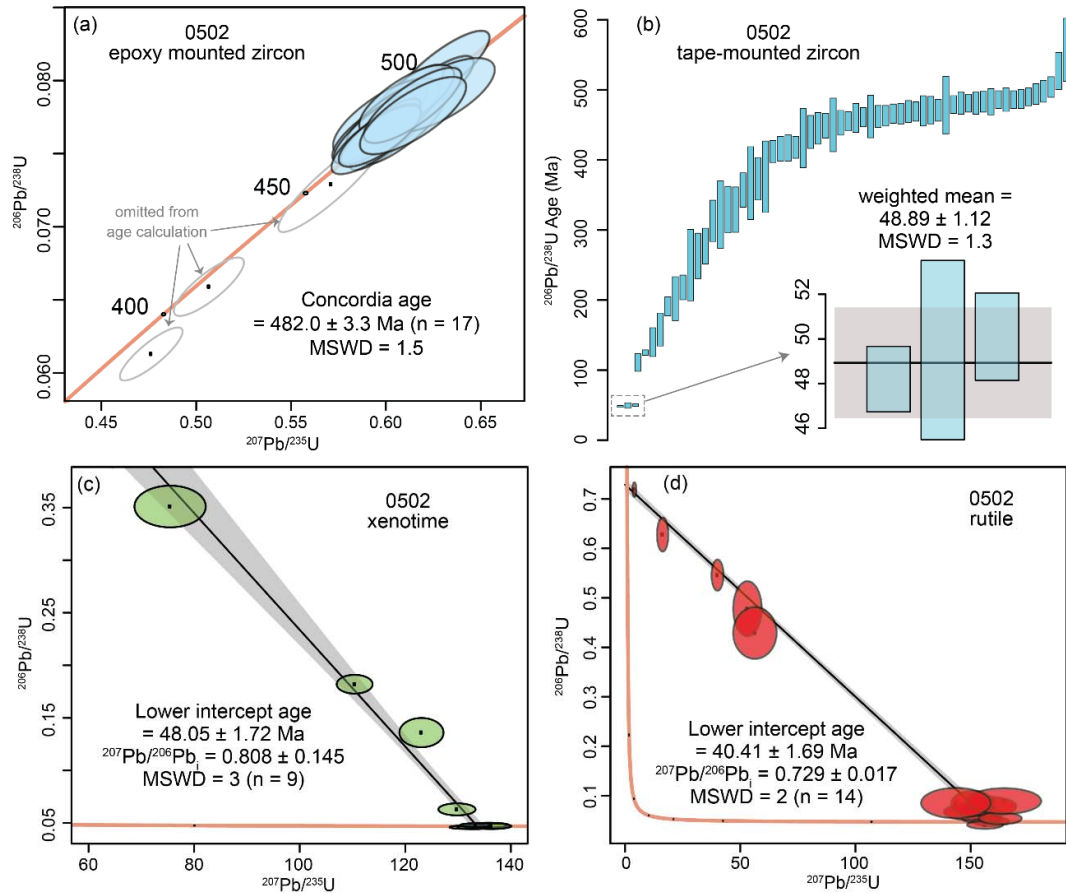 (a)
0502
epoxy mounted zircon
500
450
400
omitted from
age calculation
Concordia age
= 482.0 ± 3.3 Ma (n = 17)
MSWD = 1.5
0.080
0.070
0.060
²⁰⁶Pb/²³⁸U
0.45 0.50 0.55 0.60 0.65
²⁰⁷Pb/²³⁵U
(b)
0502
tape-mounted zircon
600
500
400
300
200
100
0
²⁰⁶Pb/²³⁸U Age (Ma)
weighted mean =
48.89 ± 1.12
MSWD = 1.3
52
50
48
46
(c)
0502
xenotime
0.35
0.25
0.15
0.05
²⁰⁶Pb/²³⁸U
Lower intercept age
= 48.05 ± 1.72 Ma
²⁰⁷Pb/²⁰⁶Pbᵢ = 0.808 ± 0.145
MSWD = 3 (n = 9)
60 80 100 120 140
²⁰⁷Pb/²³⁵U
(d)
0502
rutile
0.7
0.6
0.5
0.4
0.3
0.2
0.1
²⁰⁶Pb/²³⁸U
Lower intercept age
= 40.41 ± 1.69 Ma
²⁰⁷Pb/²⁰⁶Pbᵢ = 0.729 ± 0.017
MSWD = 2 (n = 14)
0 50 100 150
²⁰⁷Pb/²³⁵U